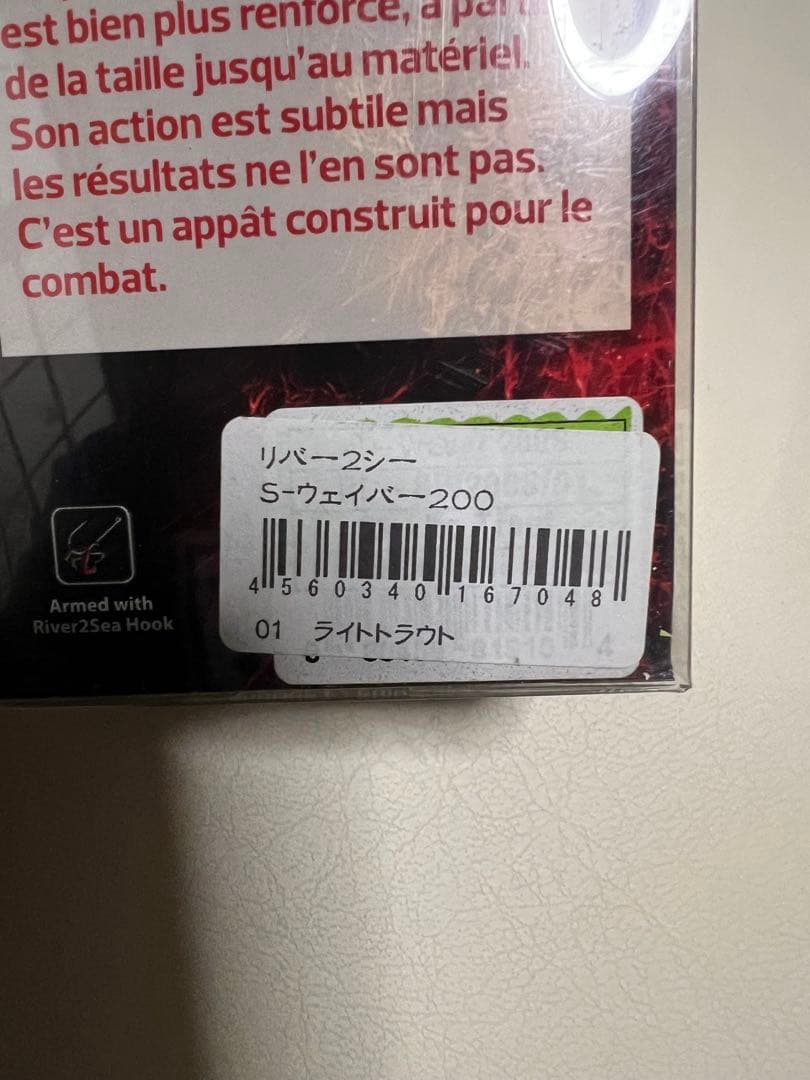 est bien plus renforcé, à partir
de la taille jusqu'au matériel.
Son action est subtile mais
les résultats ne l'en sont pas.
C'est un appât construit pour le
combat.
リバー2シー
S-ウェイバー200
4560340167048
01 ライトトラウト
Armed with
River2Sea Hook